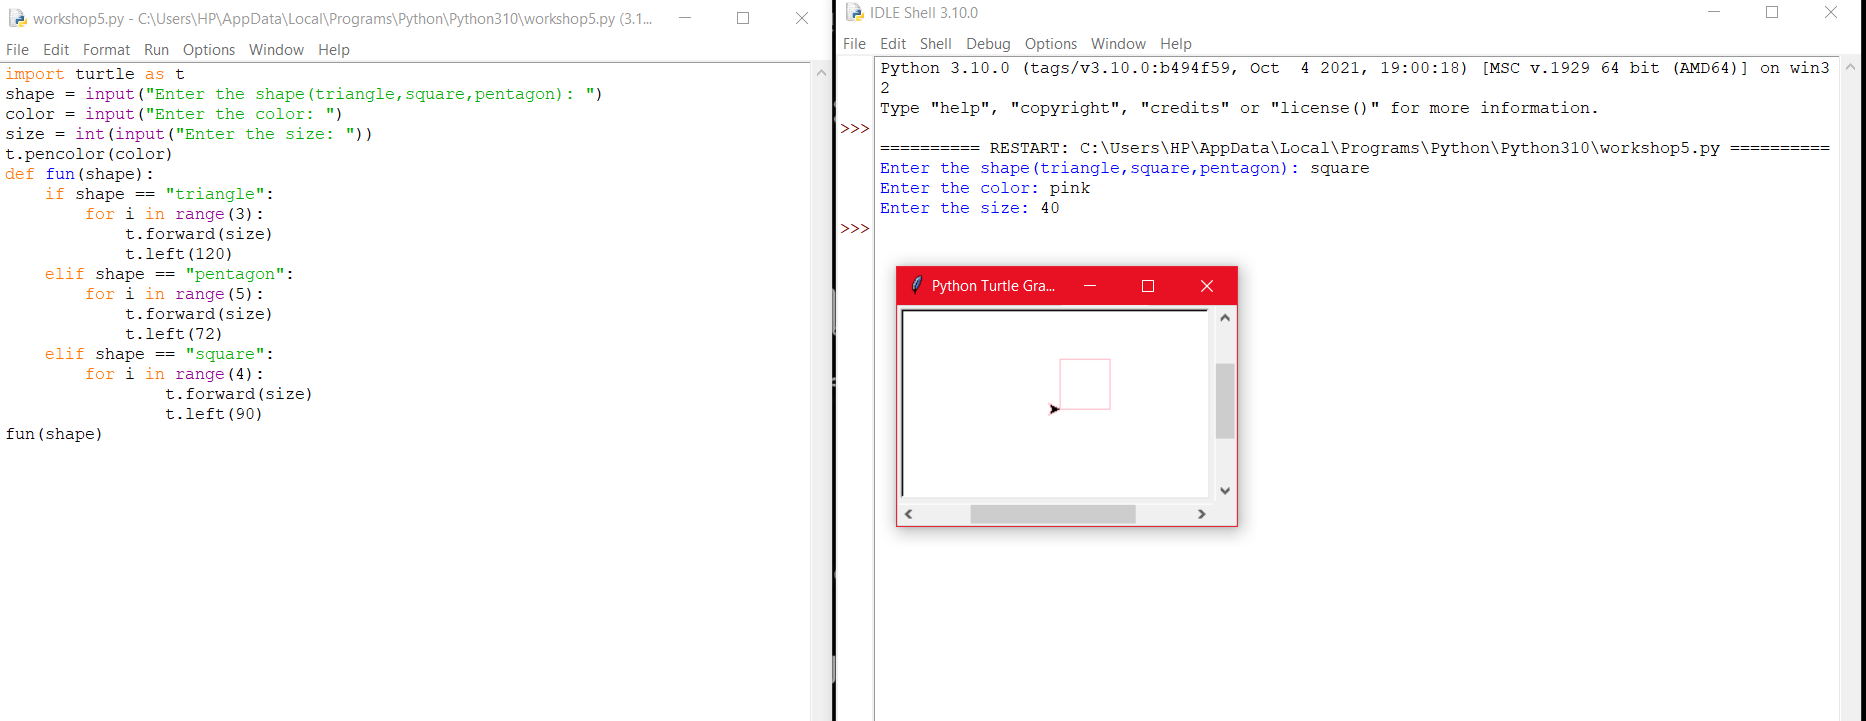 workshop5.py - C:\Users\HP\AppData\Local\Programs\Python\Python310\workshop5.py (3.1...
File Edit Format Run Options Window Help
import turtle as t
shape = input("Enter the shape(triangle,square,pentagon): ")
color = input("Enter the color: ")
size = int(input("Enter the size: "))
t.pencolor(color)
def fun(shape):
    if shape == "triangle":
        for i in range(3):
            t.forward(size)
            t.left(120)
    elif shape == "pentagon":
        for i in range(5):
            t.forward(size)
            t.left(72)
    elif shape == "square":
        for i in range(4):
                t.forward(size)
                t.left(90)
fun(shape)
IDLE Shell 3.10.0
File Edit Shell Debug Options Window Help
Python 3.10.0 (tags/v3.10.0:b494f59, Oct  4 2021, 19:00:18) [MSC v.1929 64 bit (AMD64)] on win3
2
Type "help", "copyright", "credits" or "license()" for more information.
>>>
========== RESTART: C:\Users\HP\AppData\Local\Programs\Python\Python310\workshop5.py ==========
Enter the shape(triangle,square,pentagon): square
Enter the color: pink
Enter the size: 40
>>>
Python Turtle Gra...